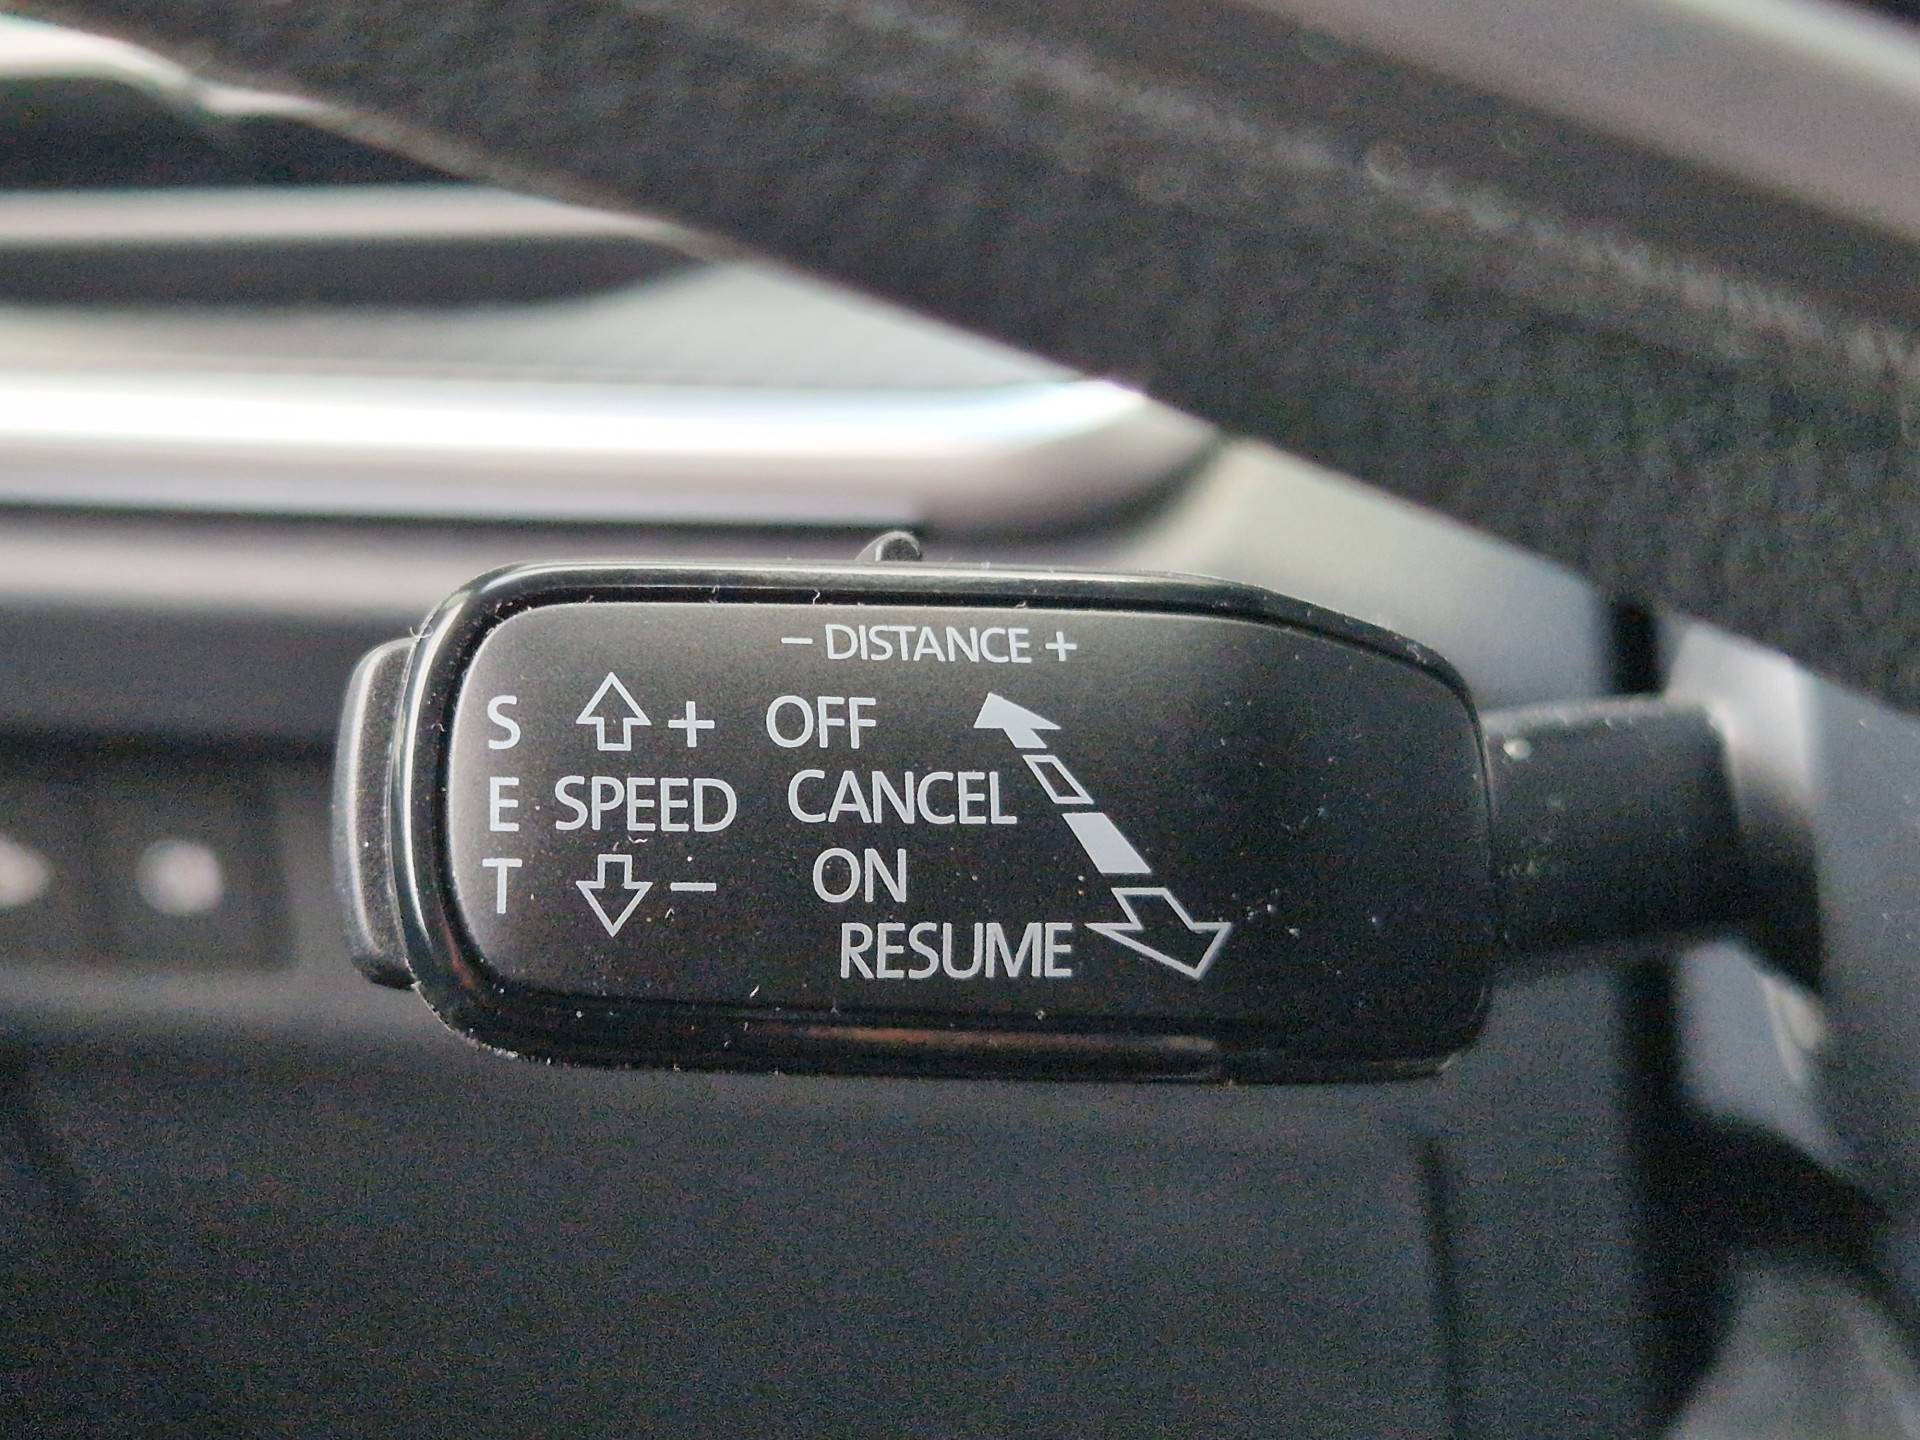 − DISTANCE +
S + OFF
E SPEED CANCEL
T − ON
RESUME